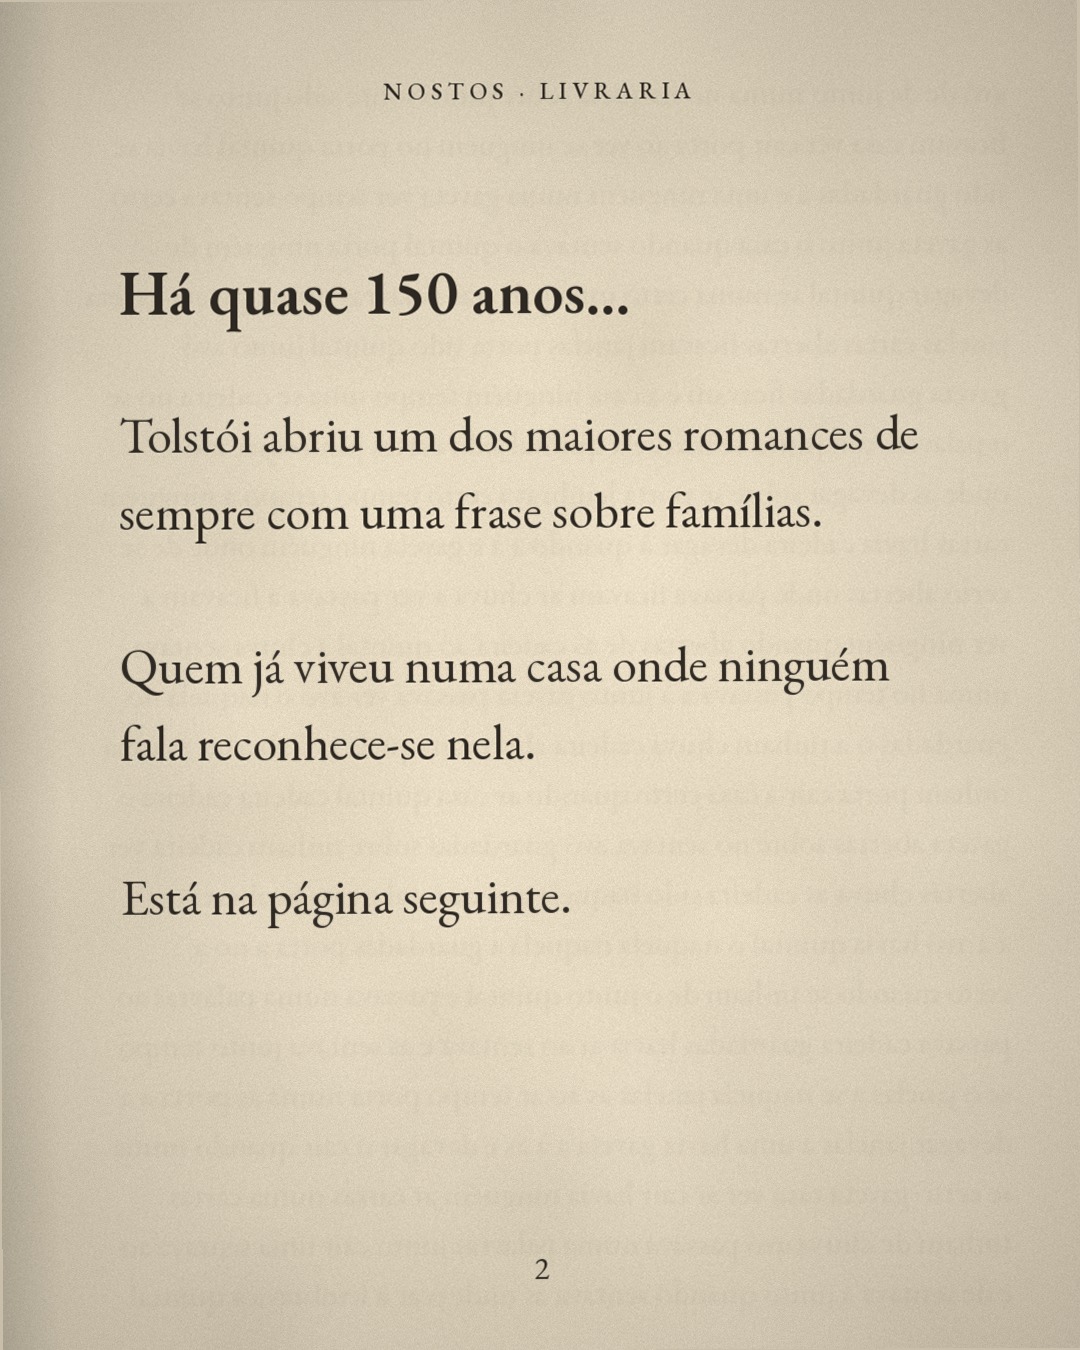 NOSTOS · LIVRARIA
Há quase 150 anos...
Tolstói abriu um dos maiores romances de
sempre com uma frase sobre famílias.
Quem já viveu numa casa onde ninguém
fala reconhece-se nela.
Está na página seguinte.
2